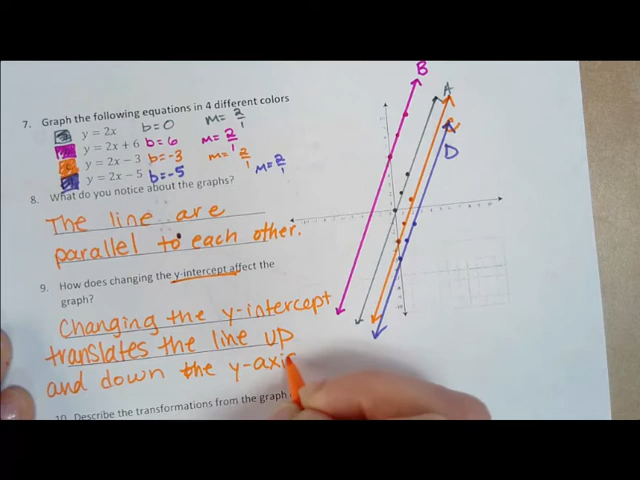 7. Graph the following equations in 4 different colors
y = 2x b=0 m=2/1
y = 2x + 6 b=6 m=2/1
y = 2x − 3 b=-3 m=2/1
y = 2x − 5 b=-5 m=2/1
8. What do you notice about the graphs?
The line are
parallel to each other.
9. How does changing the y-intercept affect the
graph?
Changing the y-intercept
translates the line up
and down the y-axis
10. Describe the transformations from the graph
B
A
D